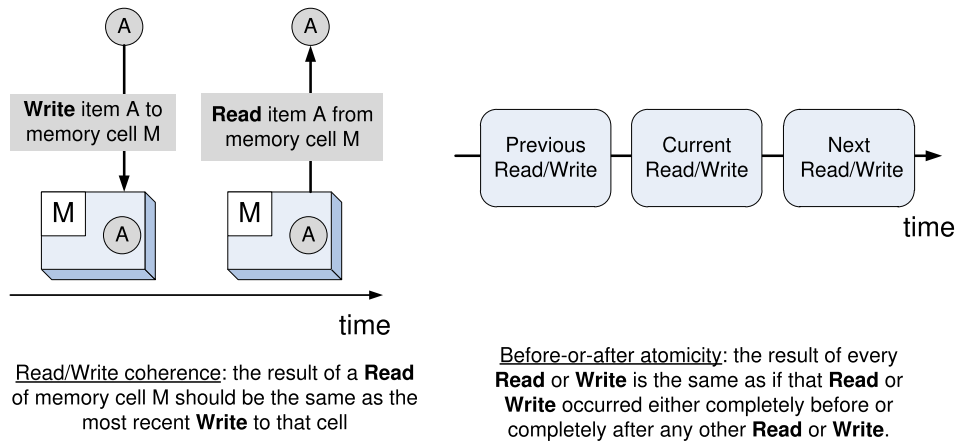 A
Write item A to
memory cell M
M
A
A
Read item A from
memory cell M
M
A
time
Read/Write coherence: the result of a Read
of memory cell M should be the same as the
most recent Write to that cell
Previous
Read/Write
Current
Read/Write
Next
Read/Write
time
Before-or-after atomicity: the result of every
Read or Write is the same as if that Read or
Write occurred either completely before or
completely after any other Read or Write.